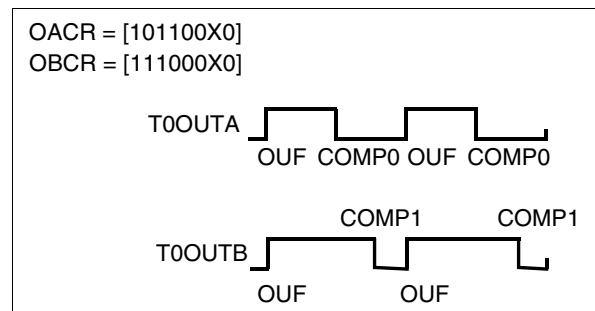 OACR = [101100X0]
OBCR = [111000X0]
T0OUTA
OUF COMP0 OUF COMP0
COMP1 COMP1
T0OUTB
OUF OUF